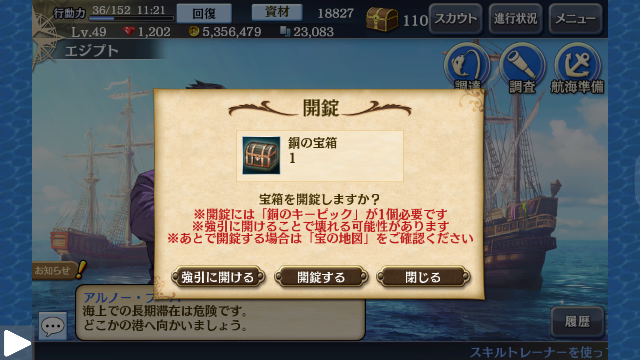 行動力 36/152 11:21
回復
資材
18827
110
スカウト
進行状況
メニュー
Lv.49
1,202
5,356,479
23,083
エジプト
調達
調査
航海準備
開錠
銅の宝箱
1
宝箱を開錠しますか？
※開錠には「銅のキーピック」が1個必要です
※強引に開けることで壊れる可能性があります
※あとで開錠する場合は「宝の地図」をご確認ください
強引に開ける
開錠する
閉じる
お知らせ
アルノー・
海上での長期滞在は危険です。
どこかの港へ向かいましょう。
履歴
スキルトレーナーを使っ